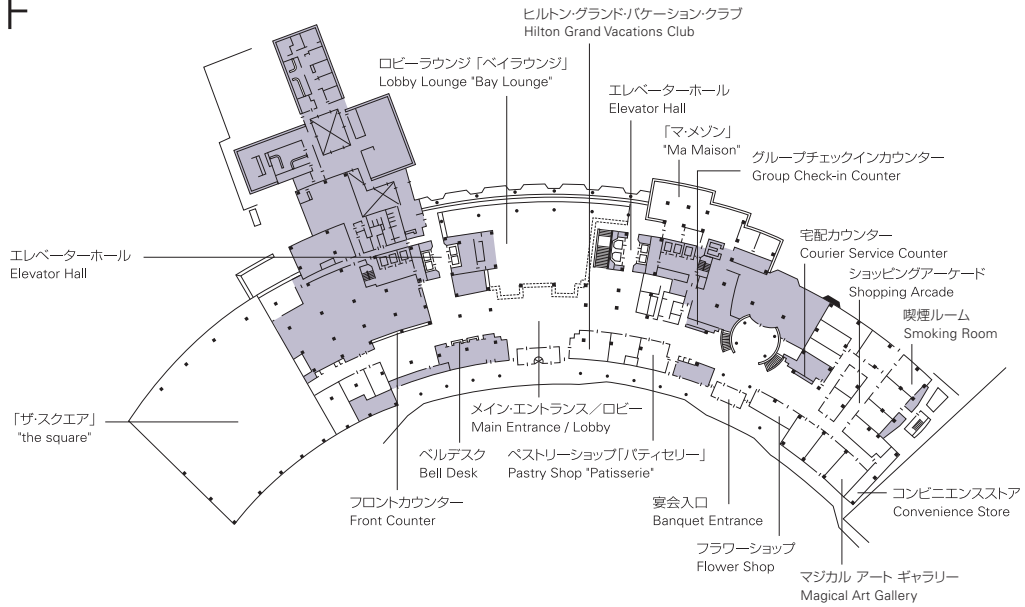 F
ヒルトン・グランド・バケーション・クラブ
Hilton Grand Vacations Club
ロビーラウンジ「ベイラウンジ」
Lobby Lounge "Bay Lounge"
エレベーターホール
Elevator Hall
「マ・メゾン」
"Ma Maison"
グループチェックインカウンター
Group Check-in Counter
宅配カウンター
Courier Service Counter
ショッピングアーケード
Shopping Arcade
喫煙ルーム
Smoking Room
エレベーターホール
Elevator Hall
「ザ・スクエア」
"the square"
メイン・エントランス／ロビー
Main Entrance / Lobby
ベルデスク
Bell Desk
ペストリーショップ「パティセリー」
Pastry Shop "Patisserie"
フロントカウンター
Front Counter
宴会入口
Banquet Entrance
コンビニエンスストア
Convenience Store
フラワーショップ
Flower Shop
マジカル アート ギャラリー
Magical Art Gallery